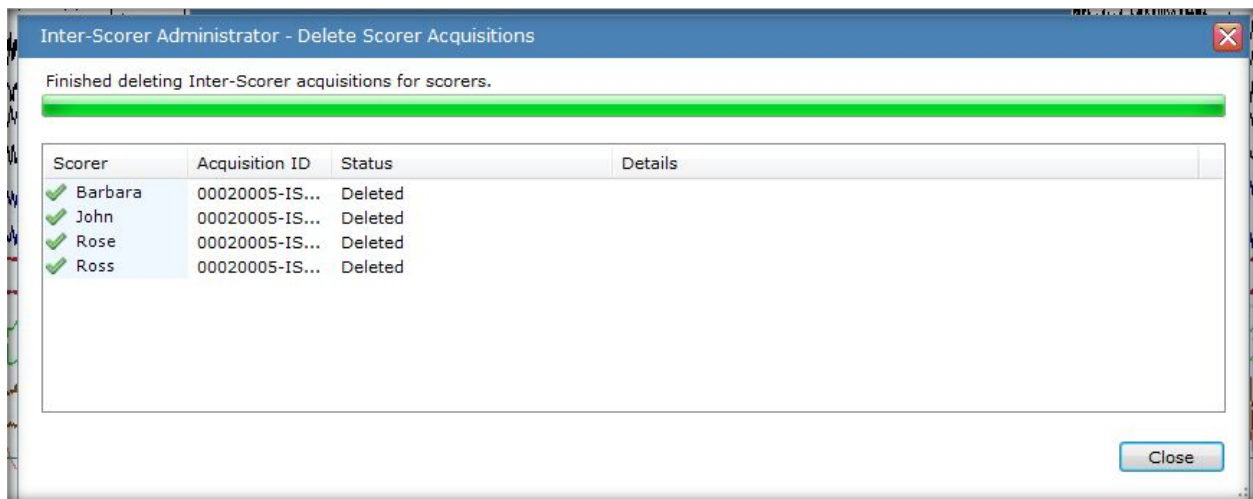 Inter-Scorer Administrator - Delete Scorer Acquisitions
Finished deleting Inter-Scorer acquisitions for scorers.
Scorer Acquisition ID Status Details
Barbara 00020005-IS... Deleted
John 00020005-IS... Deleted
Rose 00020005-IS... Deleted
Ross 00020005-IS... Deleted
Close